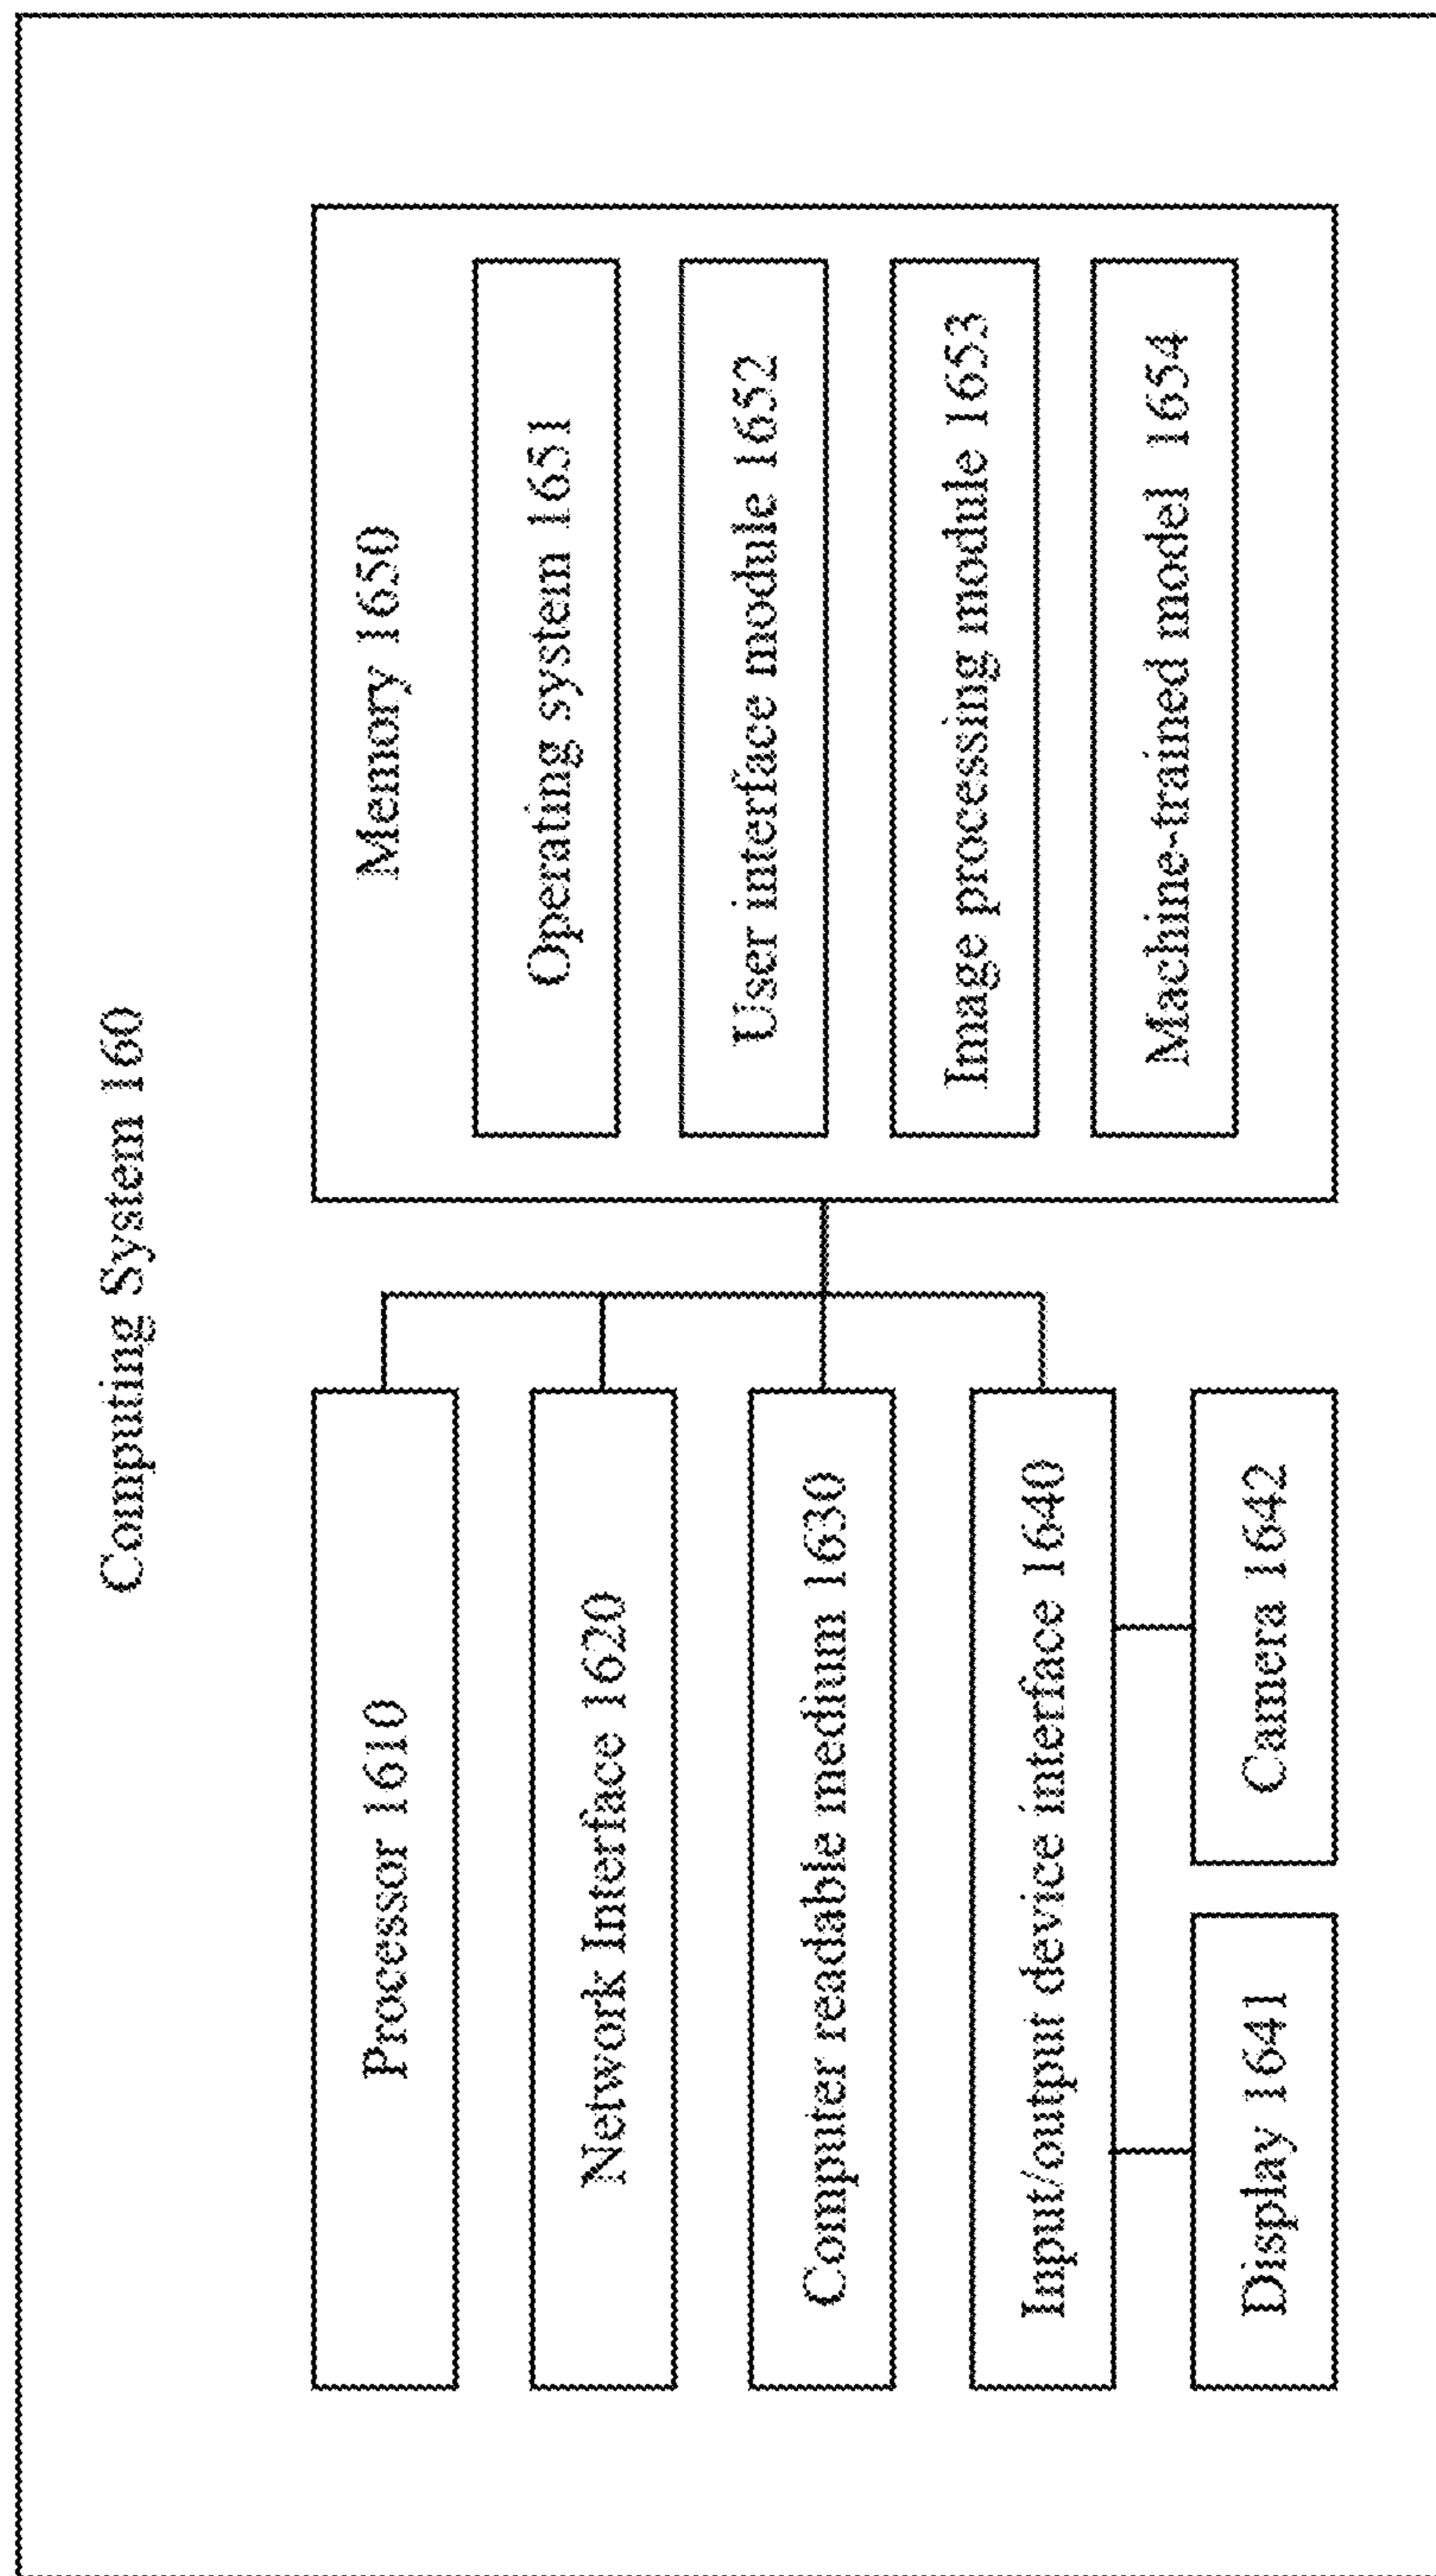 Computing System 160
Processor 1610
Network Interface 1620
Computer readable medium 1630
Input/output device interface 1640
Display 1641
Camera 1642
Memory 1650
Operating system 1651
User interface module 1652
Image processing module 1653
Machine-trained model 1654